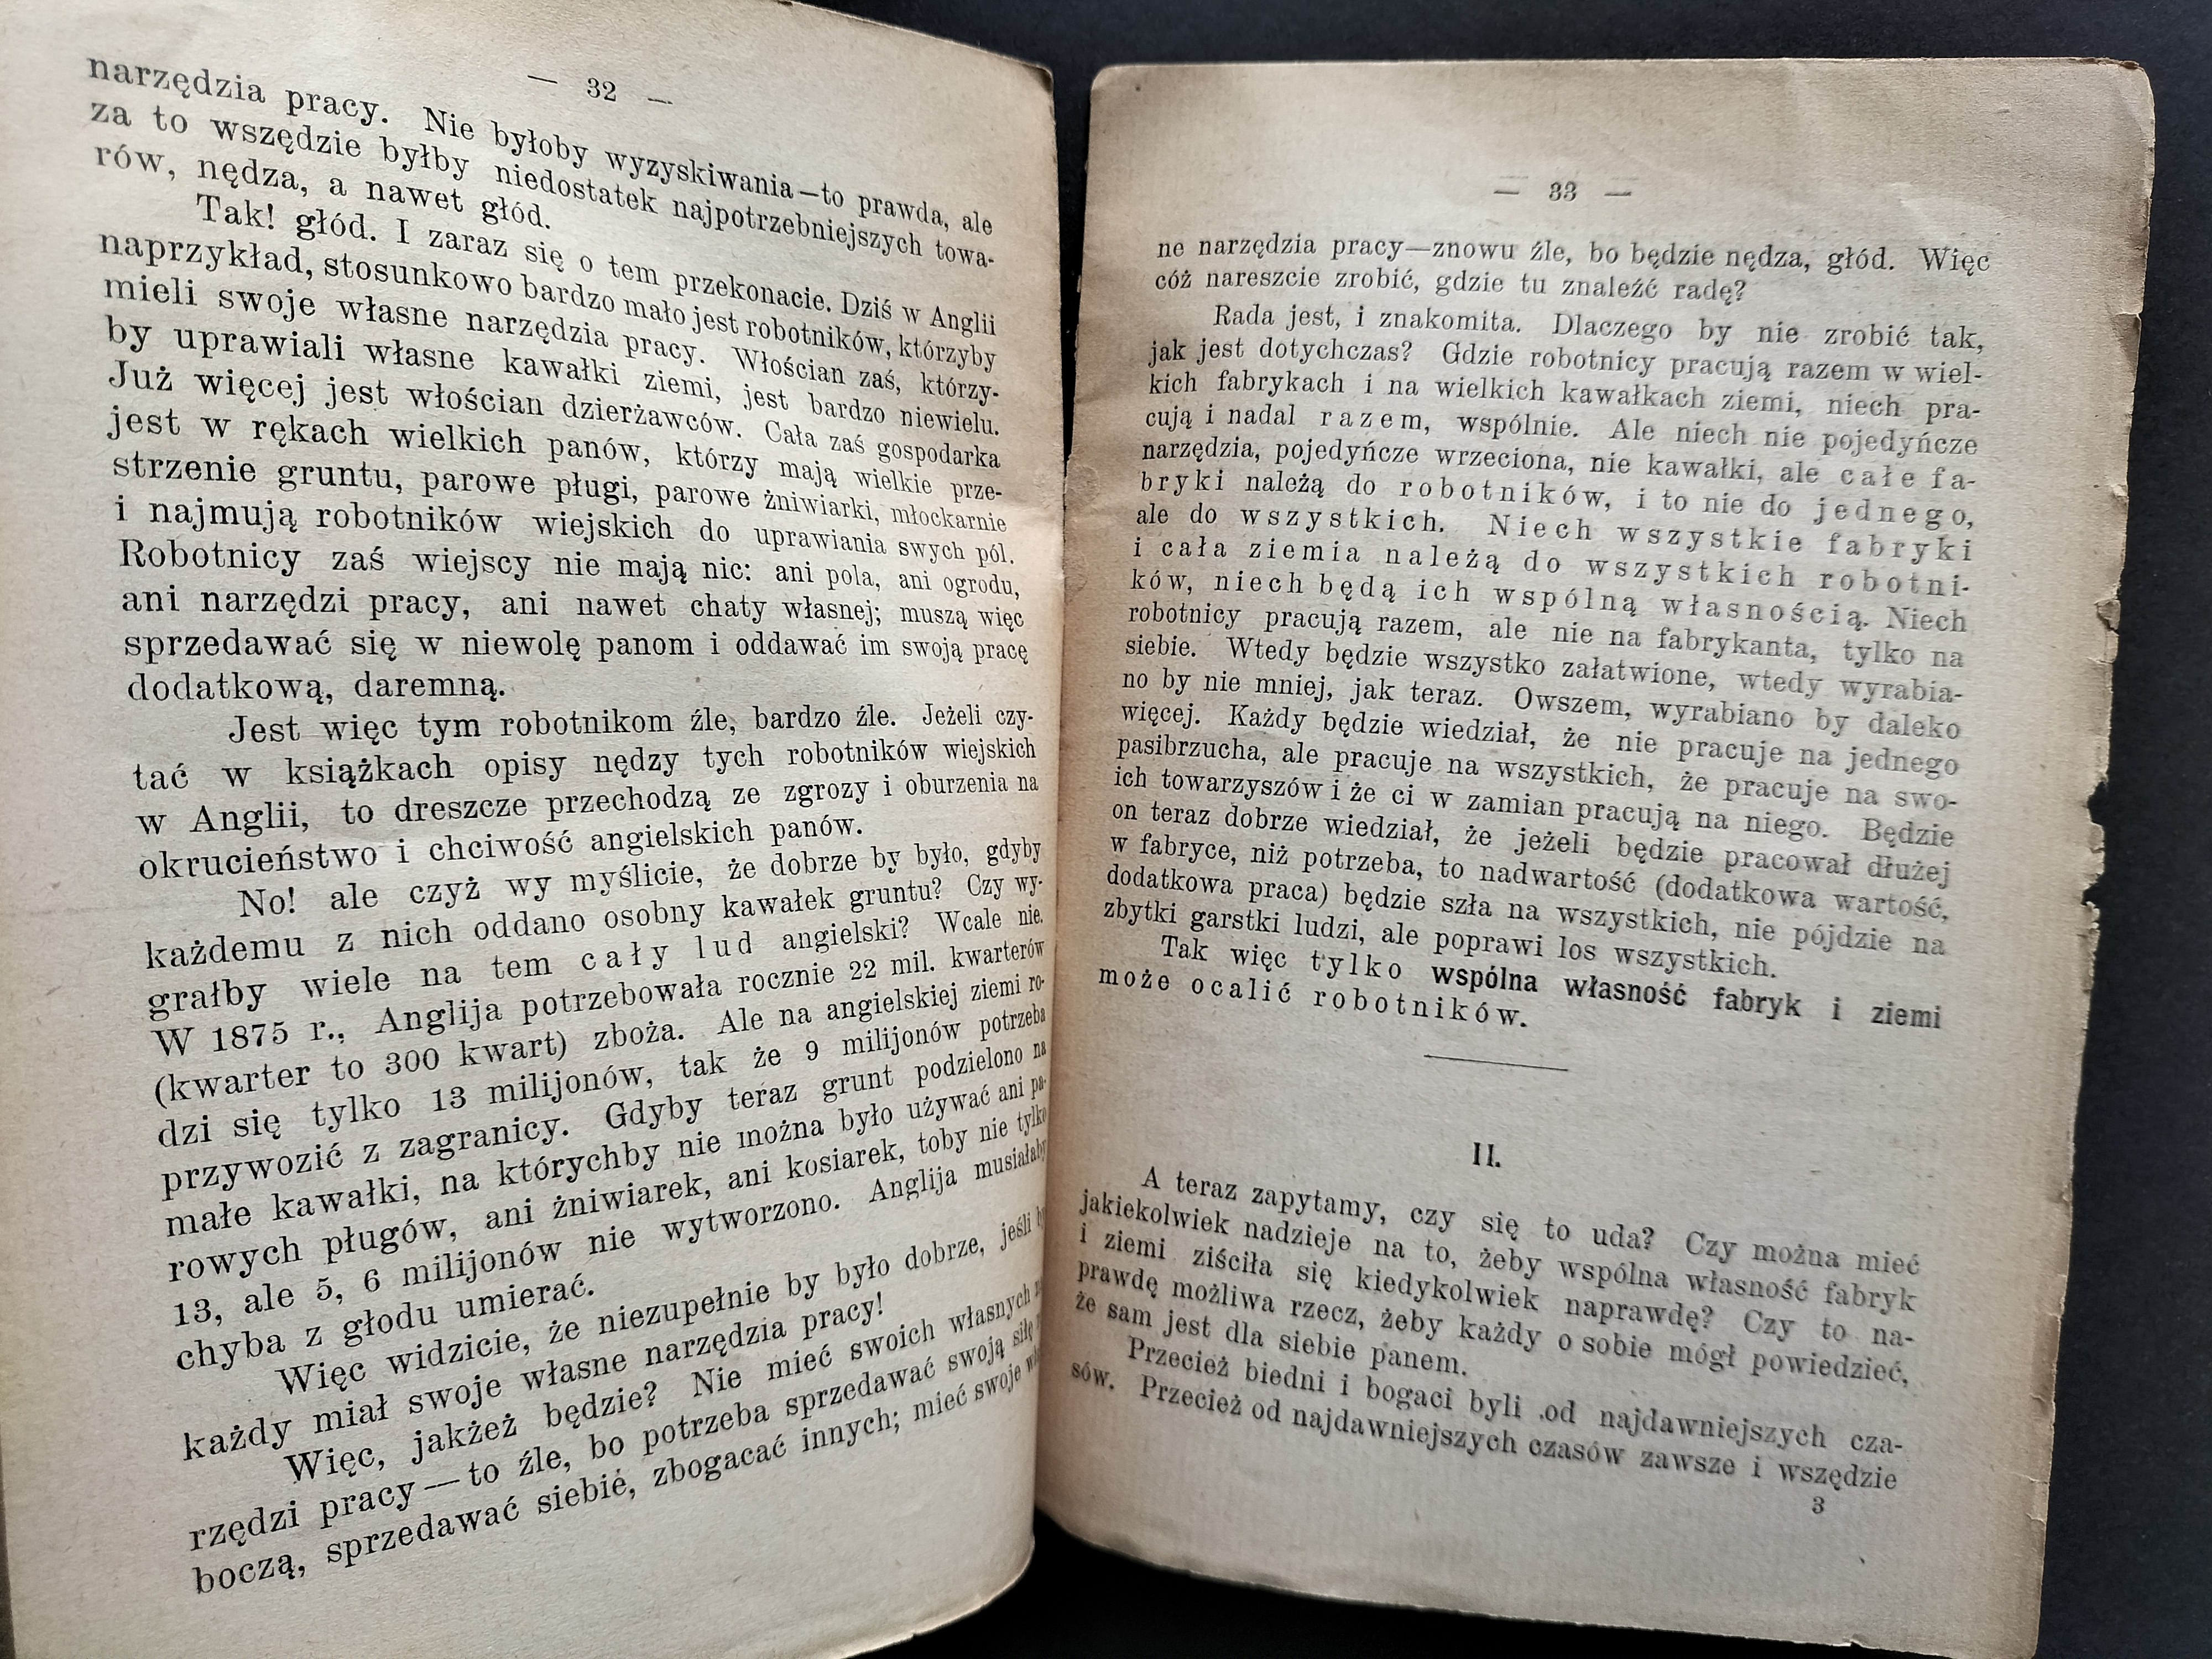 — 32 —
narzędzia pracy. Nie byłoby wyzyskiwania—to prawda, ale
za to wszędzie byłby niedostatek najpotrzebniejszych towa-
rów, nędza, a nawet głód.
Tak! głód. I zaraz się o tem przekonacie. Dziś w Anglii
naprzykład, stosunkowo bardzo mało jest robotników, którzyby
mieli swoje własne narzędzia pracy. Włościan zaś, którzy-
by uprawiali własne kawałki ziemi, jest bardzo niewielu.
Już więcej jest włościan dzierżawców. Cała zaś gospodarka
jest w rękach wielkich panów, którzy mają wielkie prze-
strzenie gruntu, parowe pługi, parowe żniwiarki, młockarnie
i najmują robotników wiejskich do uprawiania swych pól.
Robotnicy zaś wiejscy nie mają nic: ani pola, ani ogrodu,
ani narzędzi pracy, ani nawet chaty własnej; muszą więc
sprzedawać się w niewolę panom i oddawać im swoją pracę
dodatkową, daremną.
Jest więc tym robotnikom źle, bardzo źle. Jeżeli czy-
tać w książkach opisy nędzy tych robotników wiejskich
w Anglii, to dreszcze przechodzą ze zgrozy i oburzenia na
okrucieństwo i chciwość angielskich panów.
No! ale czyż wy myślicie, że dobrze by było, gdyby
każdemu z nich oddano osobny kawałek gruntu? Czy wy-
grałby wiele na tem cały lud angielski? Wcale nie.
W 1875 r., Anglija potrzebowała rocznie 22 mil. kwarterów
(kwarter to 300 kwart) zboża. Ale na angielskiej ziemi ro-
dzi się tylko 13 milijonów, tak że 9 milijonów potrzeba
przywozić z zagranicy. Gdyby teraz grunt podzielono na
małe kawałki, na którychby nie można było używać ani pa-
rowych pługów, ani żniwiarek, ani kosiarek, toby nie tylko
13, ale 5, 6 milijonów nie wytworzono. Anglija musiałaby
chyba z głodu umierać.
Więc widzicie, że niezupełnie by było dobrze, jeśli by
każdy miał swoje własne narzędzia pracy!
Więc, jakżeż będzie? Nie mieć swoich własnych
rzędzi pracy—to źle, bo potrzeba sprzedawać swoją siłę
boczą, sprzedawać siebie, zbogacać innych; mieć swoje
— 33 —
ne narzędzia pracy—znowu źle, bo będzie nędza, głód. Więc
cóż nareszcie zrobić, gdzie tu znaleźć radę?
Rada jest, i znakomita. Dlaczego by nie zrobić tak,
jak jest dotychczas? Gdzie robotnicy pracują razem w wiel-
kich fabrykach i na wielkich kawałkach ziemi, niech pra-
cują i nadal razem, wspólnie. Ale niech nie pojedyńcze
narzędzia, pojedyńcze wrzeciona, nie kawałki, ale całe fa-
bryki należą do robotników, i to nie do jednego,
ale do wszystkich. Niech wszystkie fabryki
i cała ziemia należą do wszystkich robotni-
ków, niech będą ich wspólną własnością. Niech
robotnicy pracują razem, ale nie na fabrykanta, tylko na
siebie. Wtedy będzie wszystko załatwione, wtedy wyrabia-
no by nie mniej, jak teraz. Owszem, wyrabiano by daleko
więcej. Każdy będzie wiedział, że nie pracuje na jednego
pasibrzucha, ale pracuje na wszystkich, że pracuje na swo-
ich towarzyszów i że ci w zamian pracują na niego. Będzie
on teraz dobrze wiedział, że jeżeli będzie pracował dłużej
w fabryce, niż potrzeba, to nadwartość (dodatkowa wartość,
dodatkowa praca) będzie szła na wszystkich, nie pójdzie na
zbytki garstki ludzi, ale poprawi los wszystkich.
Tak więc tylko wspólna własność fabryk i ziemi
może ocalić robotników.
II.
A teraz zapytamy, czy się to uda? Czy można mieć
jakiekolwiek nadzieje na to, żeby wspólna własność fabryk
i ziemi ziściła się kiedykolwiek naprawdę? Czy to na-
prawdę możliwa rzecz, żeby każdy o sobie mógł powiedzieć,
że sam jest dla siebie panem.
Przecież biedni i bogaci byli od najdawniejszych cza-
sów. Przecież od najdawniejszych czasów zawsze i wszędzie
3